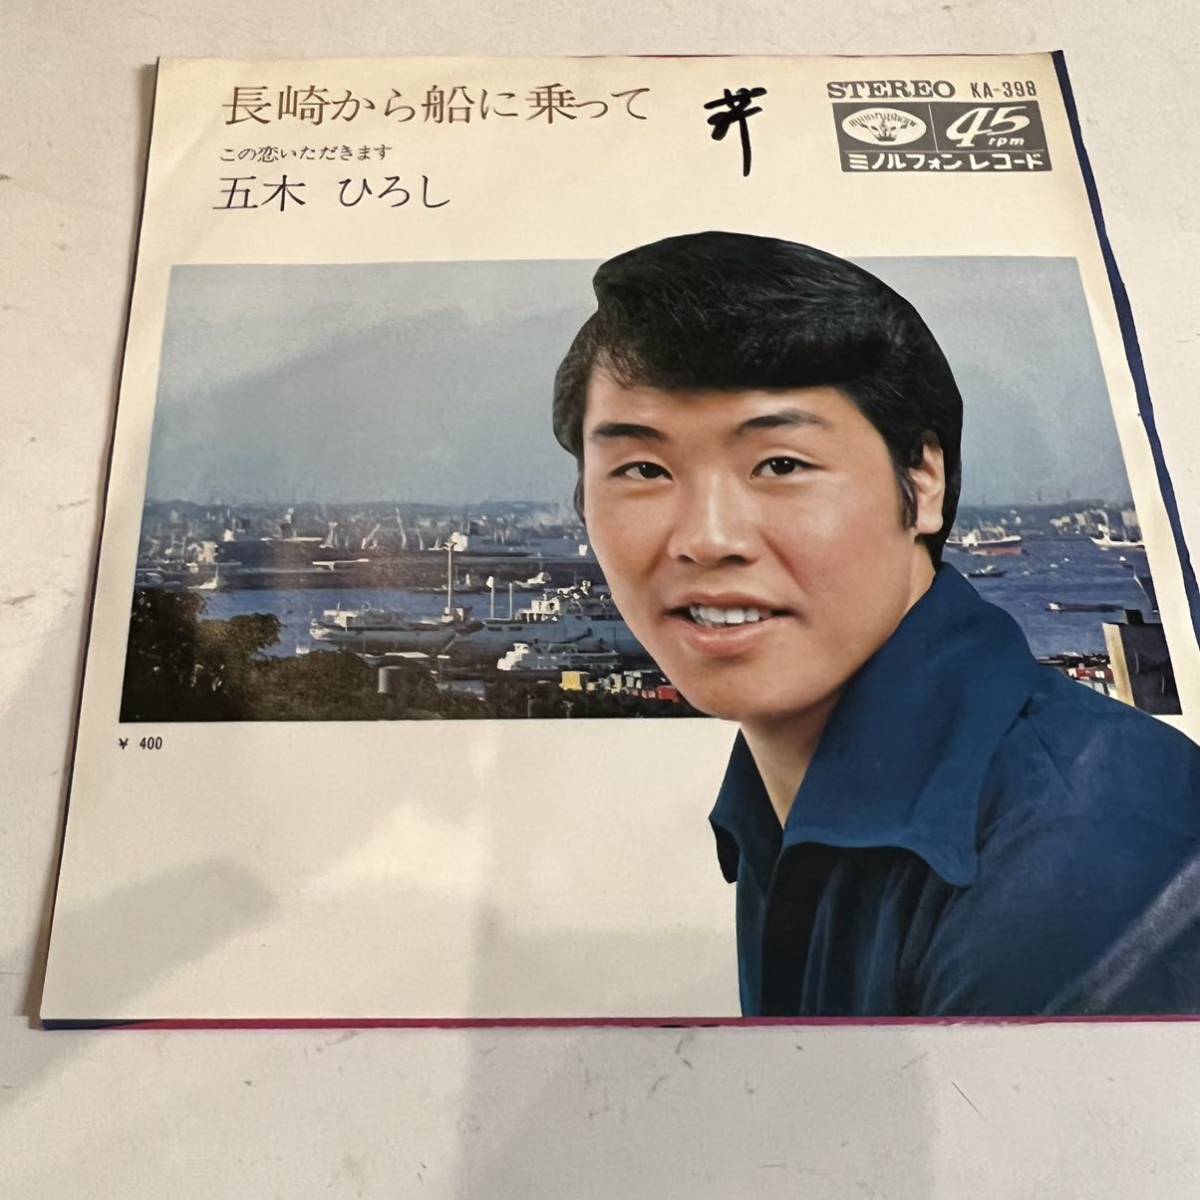 長崎から船に乗って
この恋いただきます
五木 ひろし
STEREO KA-398
45
rpm
ミノルフォンレコード
¥ 400